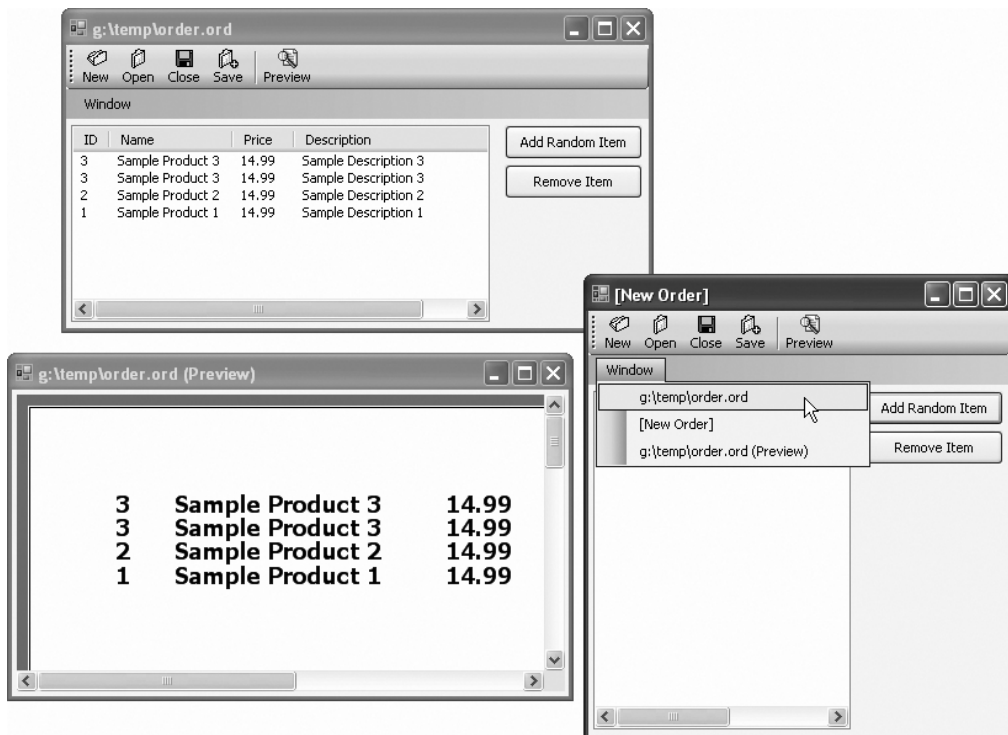 g:\temp\order.ord
New Open Close Save Preview
Window
ID Name Price Description
3 Sample Product 3 14.99 Sample Description 3
3 Sample Product 3 14.99 Sample Description 3
2 Sample Product 2 14.99 Sample Description 2
1 Sample Product 1 14.99 Sample Description 1
Add Random Item
Remove Item
g:\temp\order.ord (Preview)
3 Sample Product 3 14.99
3 Sample Product 3 14.99
2 Sample Product 2 14.99
1 Sample Product 1 14.99
[New Order]
New Open Close Save Preview
Window
g:\temp\order.ord
[New Order]
g:\temp\order.ord (Preview)
Add Random Item
Remove Item